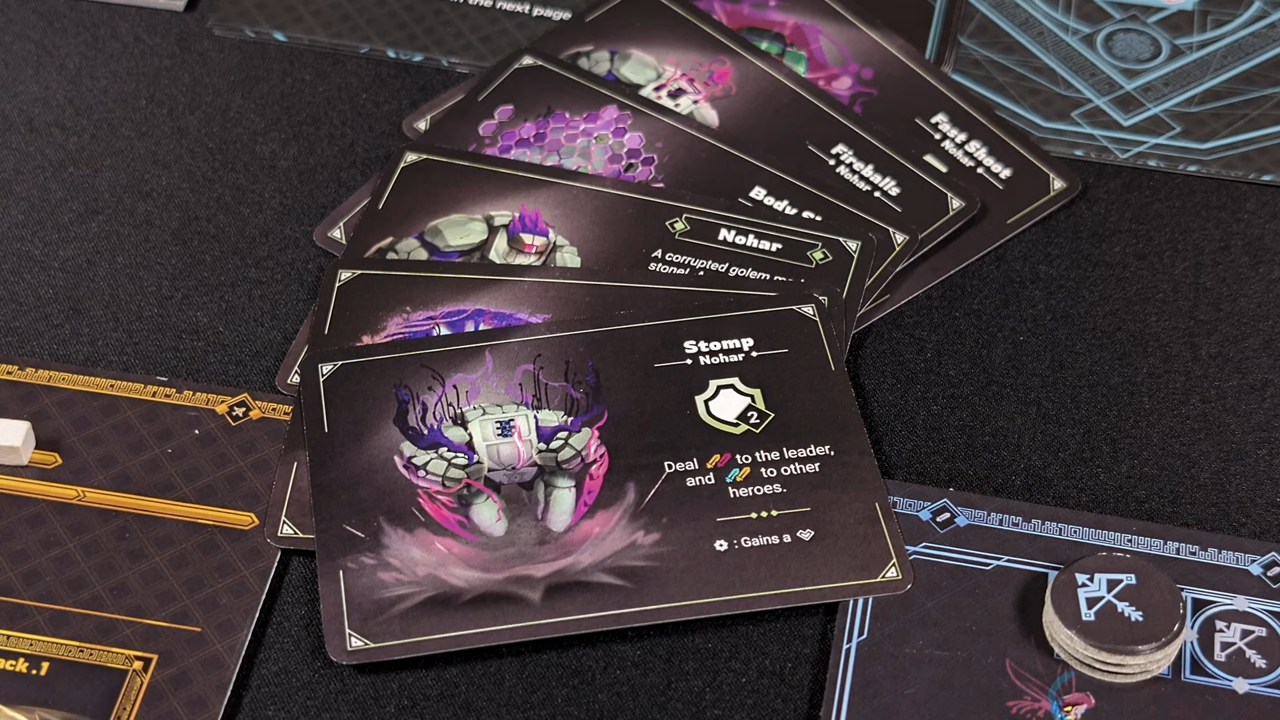 in the next page
Fast Shoot
Nohar
Fireballs
Nohar
Body
Nohar
A corrupted golem
stone!
Stomp
Nohar
2
Deal to the leader,
and to other
heroes.
: Gains a
ack.1